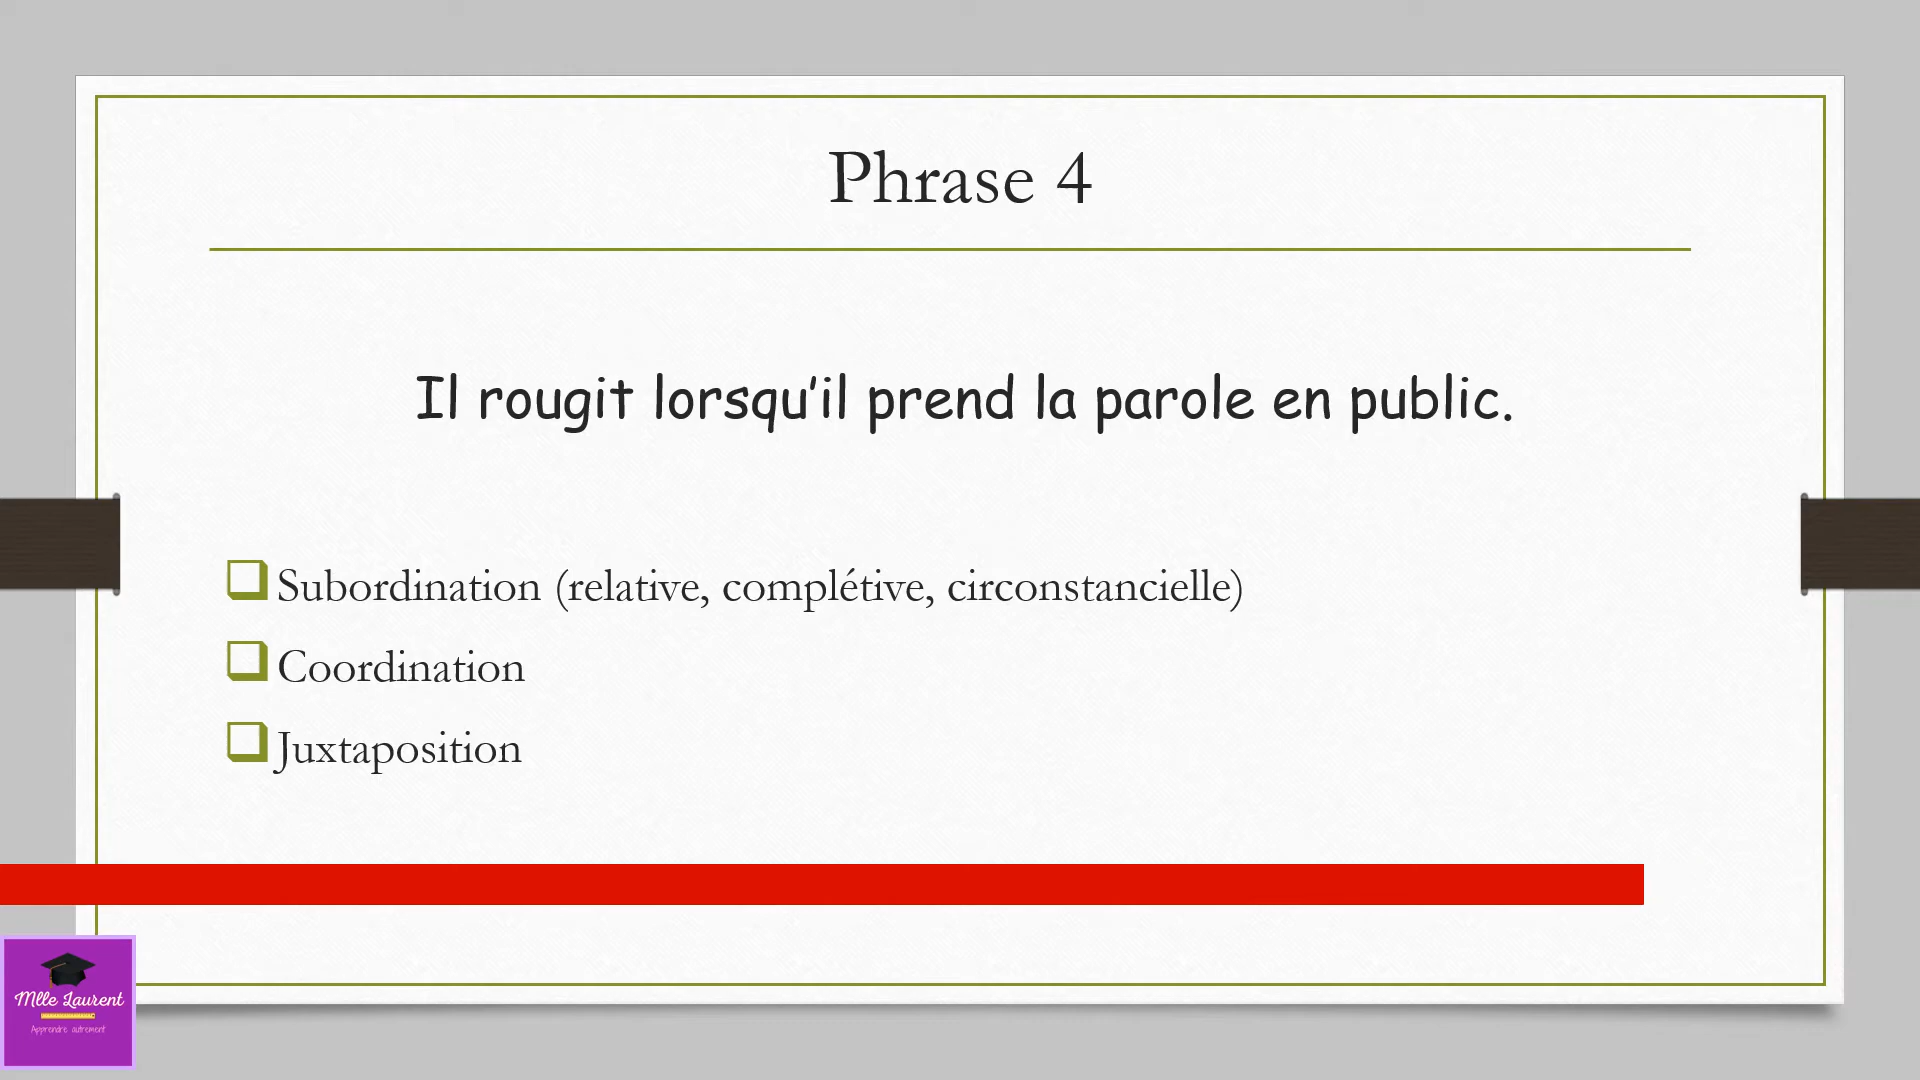 Phrase 4
Il rougit lorsqu'il prend la parole en public.
Subordination (relative, complétive, circonstancielle)
Coordination
Juxtaposition
Mlle Laurent
Apprendre autrement